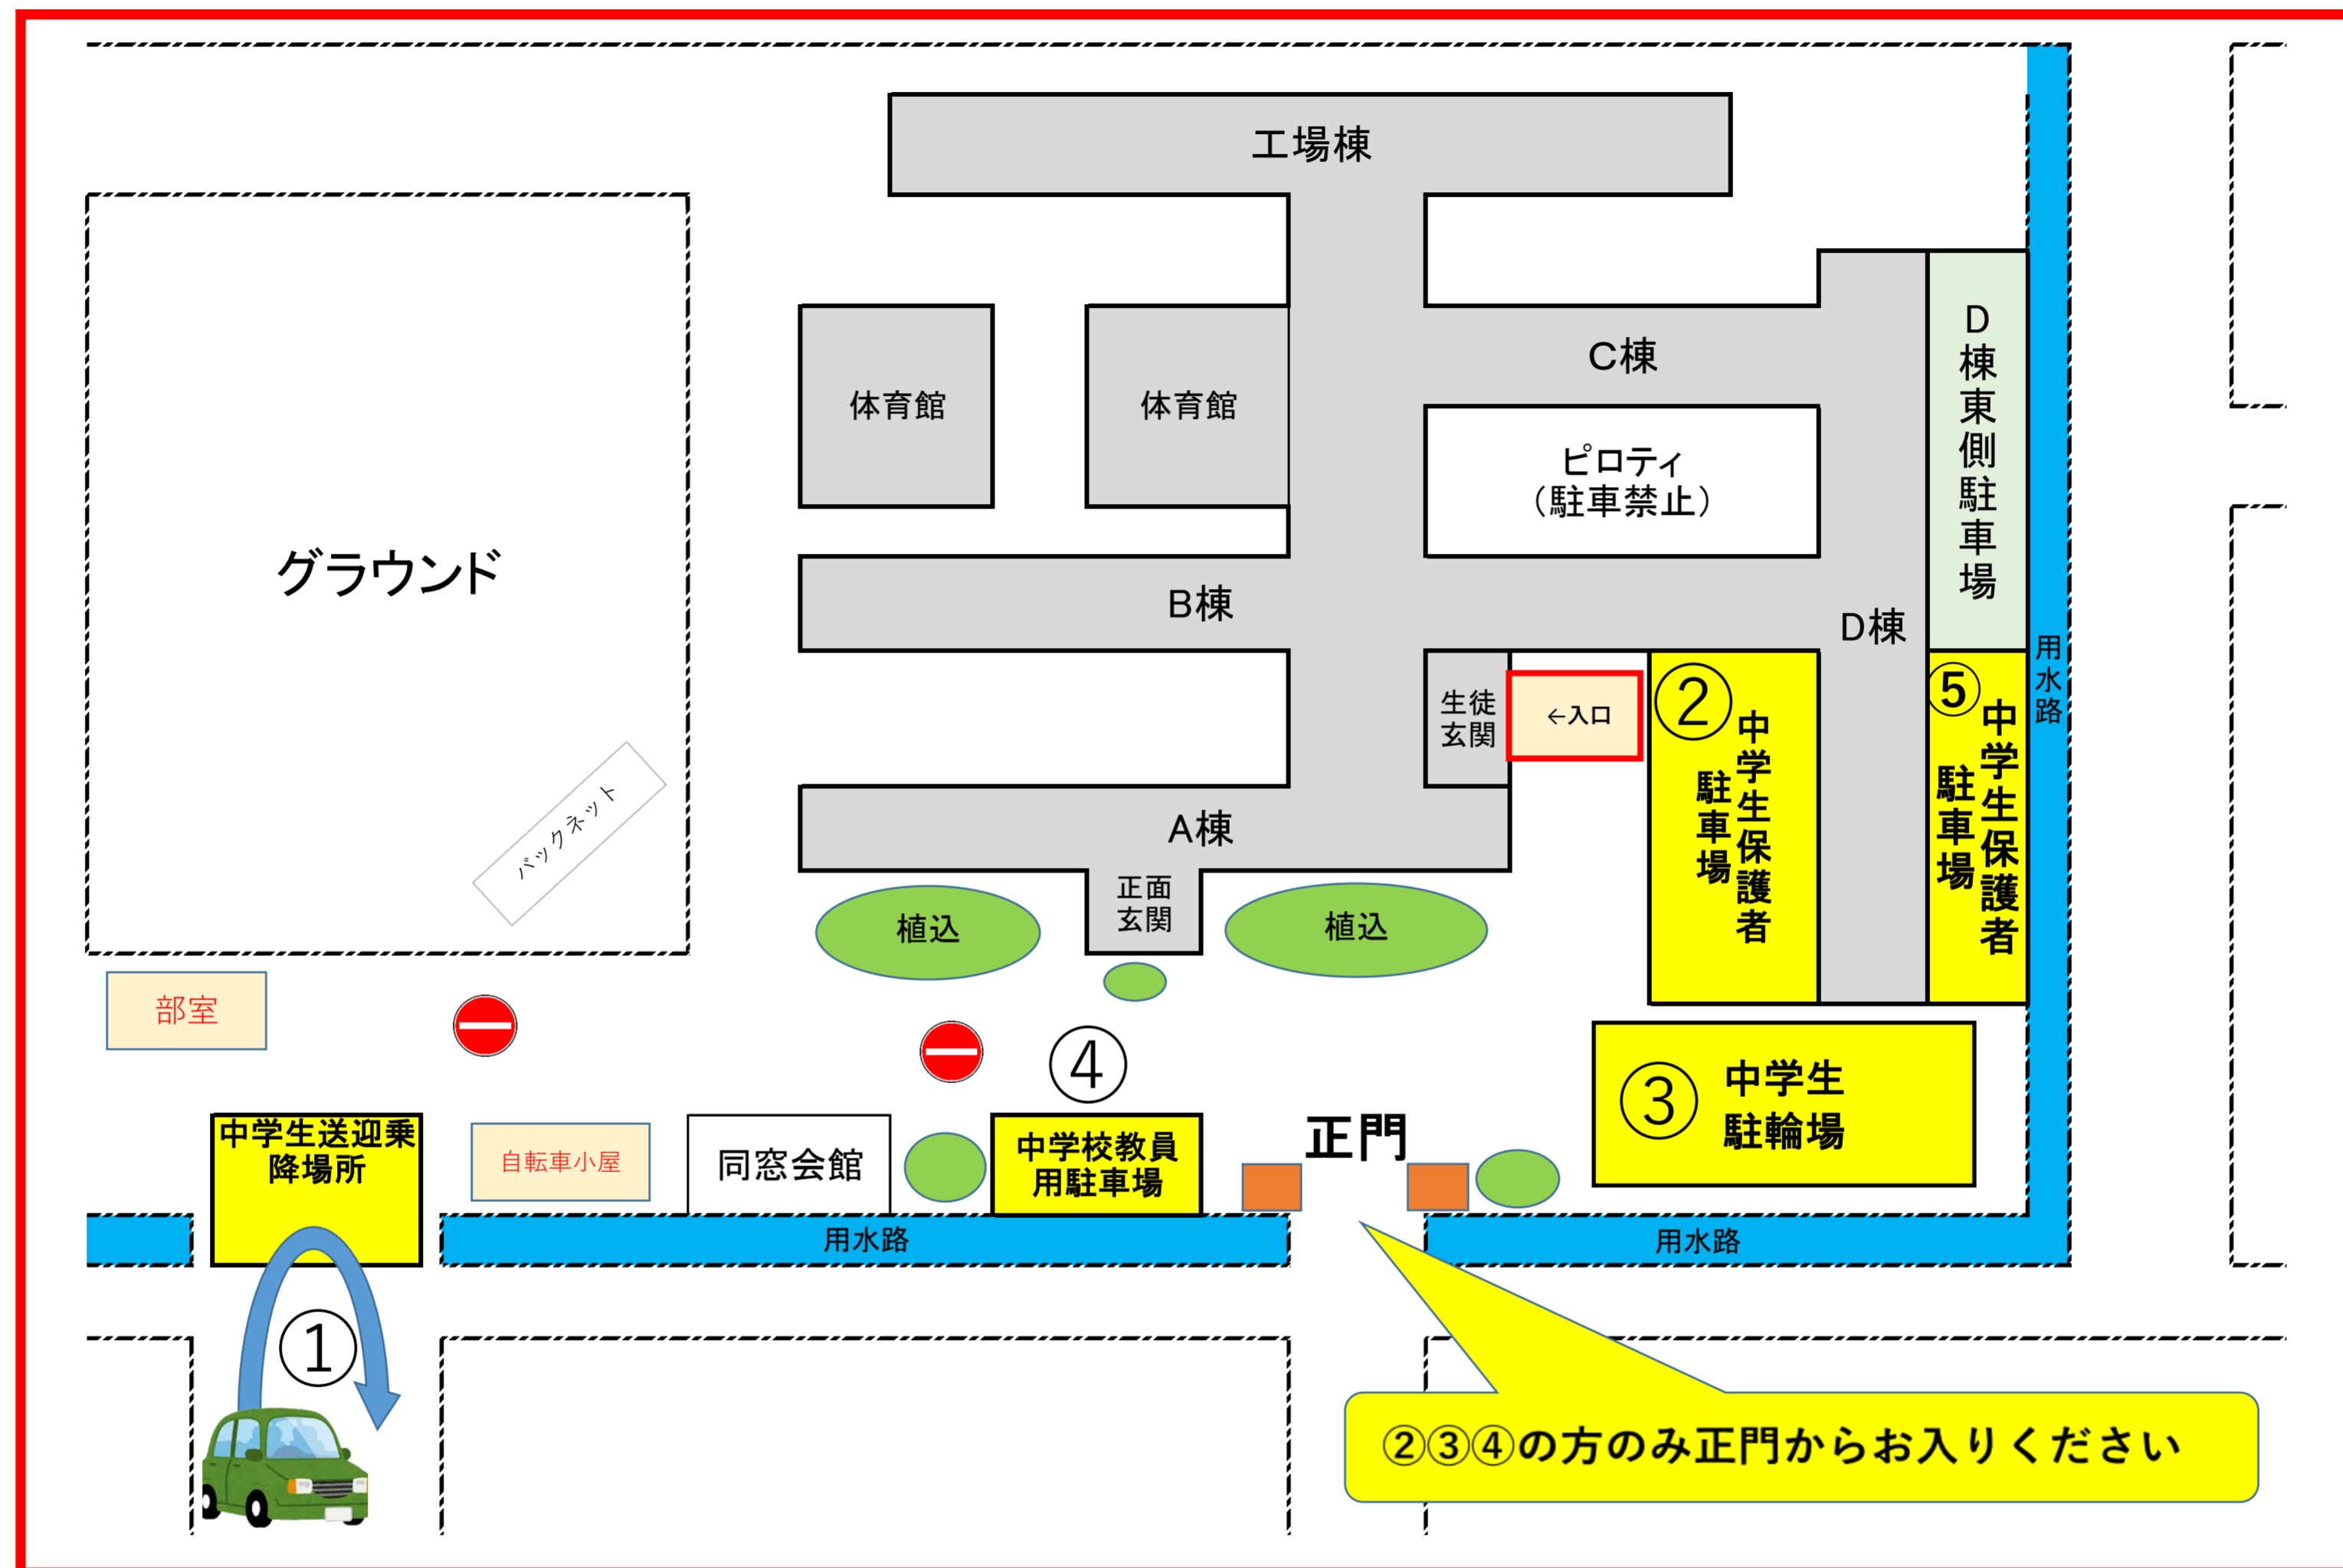 工場棟
体育館
体育館
C棟
ピロティ
（駐車禁止）
D棟東側駐車場
グラウンド
B棟
D棟
用水路
生徒
玄関
←入口
②
中学生保護者
駐車場
⑤
中学生保護者
駐車場
バックネット
A棟
正面
玄関
植込
植込
部室
④
③
中学生
駐輪場
中学生送迎乗
降場所
自転車小屋
同窓会館
中学校教員
用駐車場
正門
用水路
用水路
①
②③④の方のみ正門からお入りください